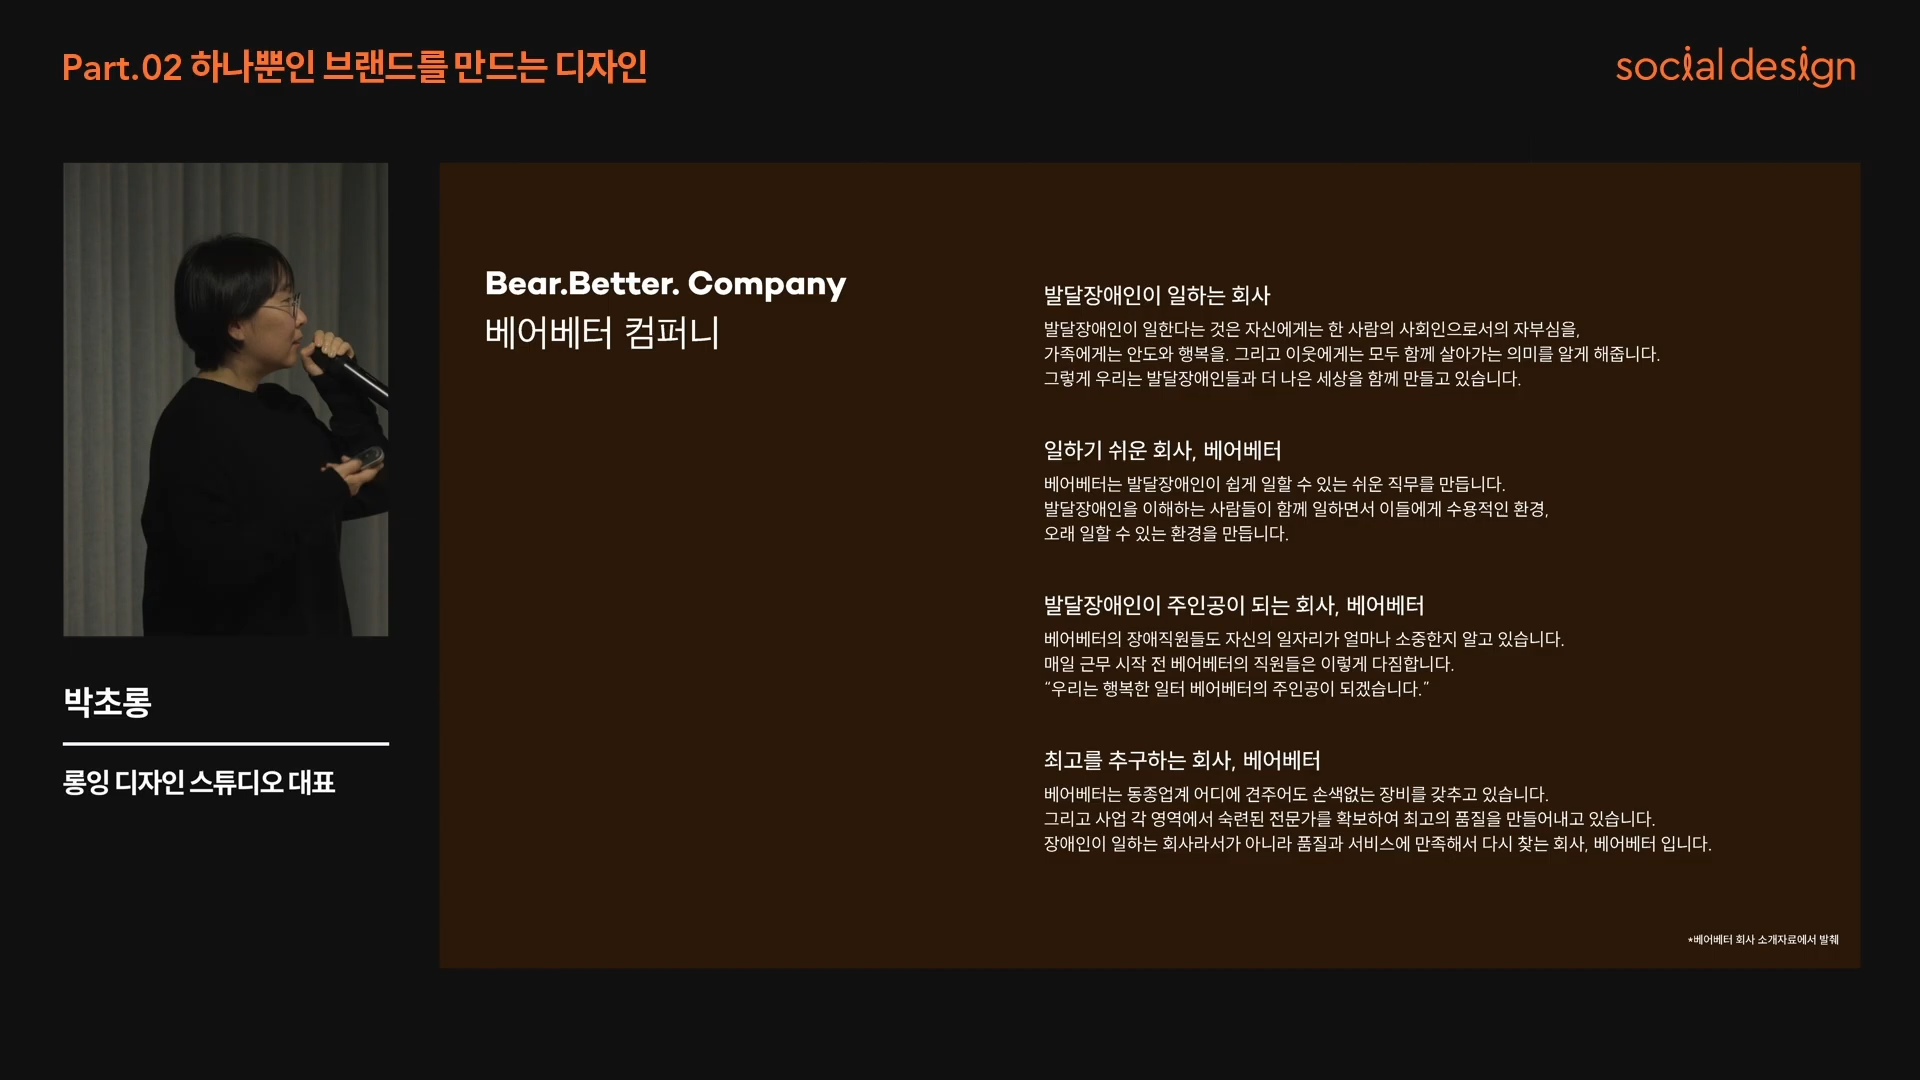 Part.02 하나뿐인 브랜드를 만드는 디자인
social design
박초롱
롱잉 디자인 스튜디오 대표
Bear.Better. Company
베어베터 컴퍼니
발달장애인이 일하는 회사
발달장애인이 일한다는 것은 자신에게는 한 사람의 사회인으로서의 자부심을,
가족에게는 안도와 행복을. 그리고 이웃에게는 모두 함께 살아가는 의미를 알게 해줍니다.
그렇게 우리는 발달장애인들과 더 나은 세상을 함께 만들고 있습니다.
일하기 쉬운 회사, 베어베터
베어베터는 발달장애인이 쉽게 일할 수 있는 쉬운 직무를 만듭니다.
발달장애인을 이해하는 사람들이 함께 일하면서 이들에게 수용적인 환경,
오래 일할 수 있는 환경을 만듭니다.
발달장애인이 주인공이 되는 회사, 베어베터
베어베터의 장애직원들도 자신의 일자리가 얼마나 소중한지 알고 있습니다.
매일 근무 시작 전 베어베터의 직원들은 이렇게 다짐합니다.
“우리는 행복한 일터 베어베터의 주인공이 되겠습니다.”
최고를 추구하는 회사, 베어베터
베어베터는 동종업계 어디에 견주어도 손색없는 장비를 갖추고 있습니다.
그리고 사업 각 영역에서 숙련된 전문가를 확보하여 최고의 품질을 만들어내고 있습니다.
장애인이 일하는 회사라서가 아니라 품질과 서비스에 만족해서 다시 찾는 회사, 베어베터 입니다.
*베어베터 회사 소개자료에서 발췌